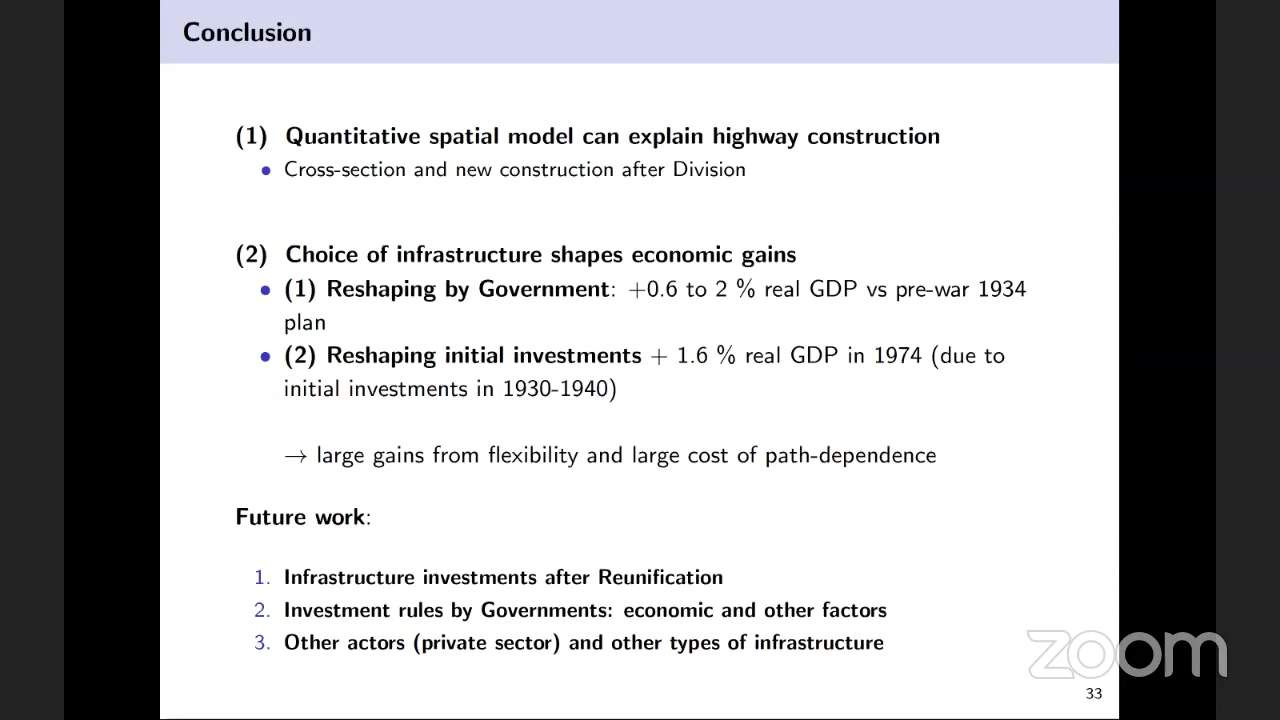 Conclusion
(1) Quantitative spatial model can explain highway construction
• Cross-section and new construction after Division
(2) Choice of infrastructure shapes economic gains
• (1) Reshaping by Government: +0.6 to 2 % real GDP vs pre-war 1934
plan
• (2) Reshaping initial investments + 1.6 % real GDP in 1974 (due to
initial investments in 1930-1940)
→ large gains from flexibility and large cost of path-dependence
Future work:
1. Infrastructure investments after Reunification
2. Investment rules by Governments: economic and other factors
3. Other actors (private sector) and other types of infrastructure
zoom
33